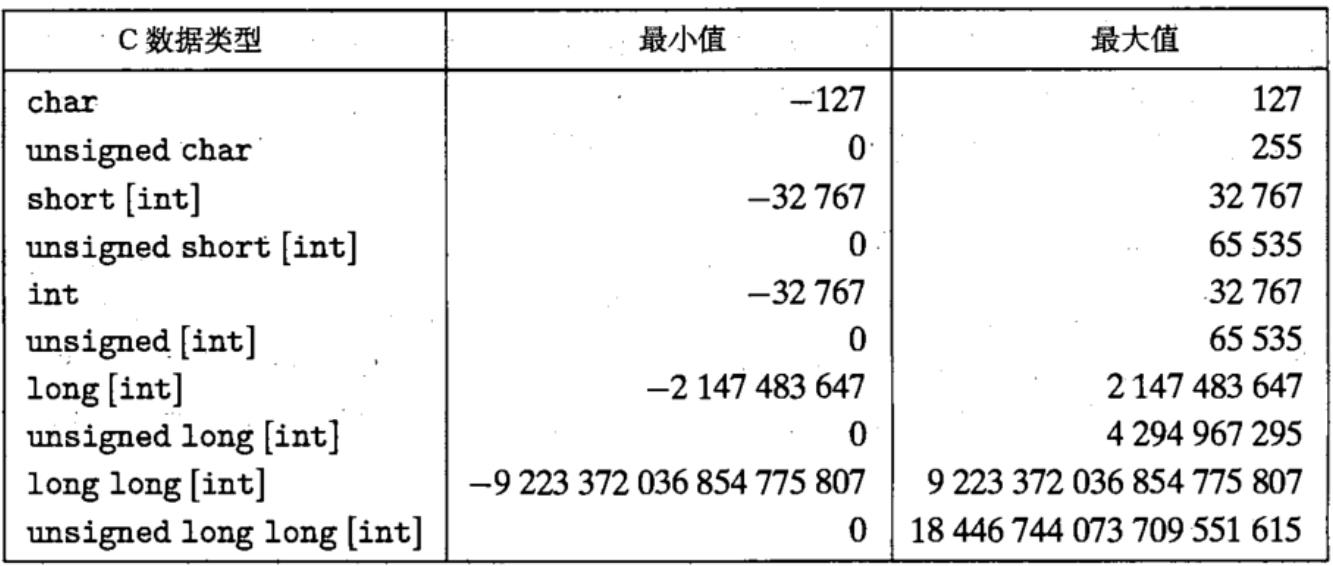 C 数据类型 最小值 最大值
char −127 127
unsigned char 0 255
short [int] −32 767 32 767
unsigned short [int] 0 65 535
int −32 767 32 767
unsigned [int] 0 65 535
long [int] −2 147 483 647 2 147 483 647
unsigned long [int] 0 4 294 967 295
long long [int] −9 223 372 036 854 775 807 9 223 372 036 854 775 807
unsigned long long [int] 0 18 446 744 073 709 551 615